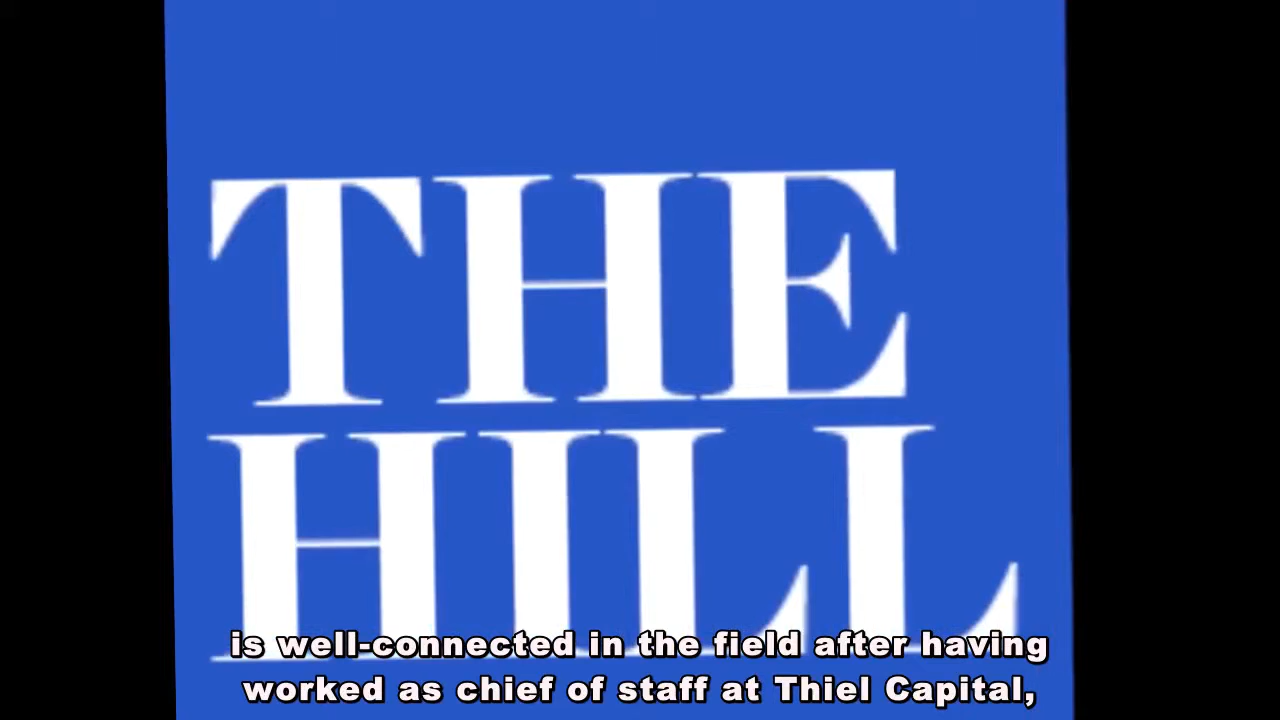 THE
HILL
is well-connected in the field after having
worked as chief of staff at Thiel Capital,